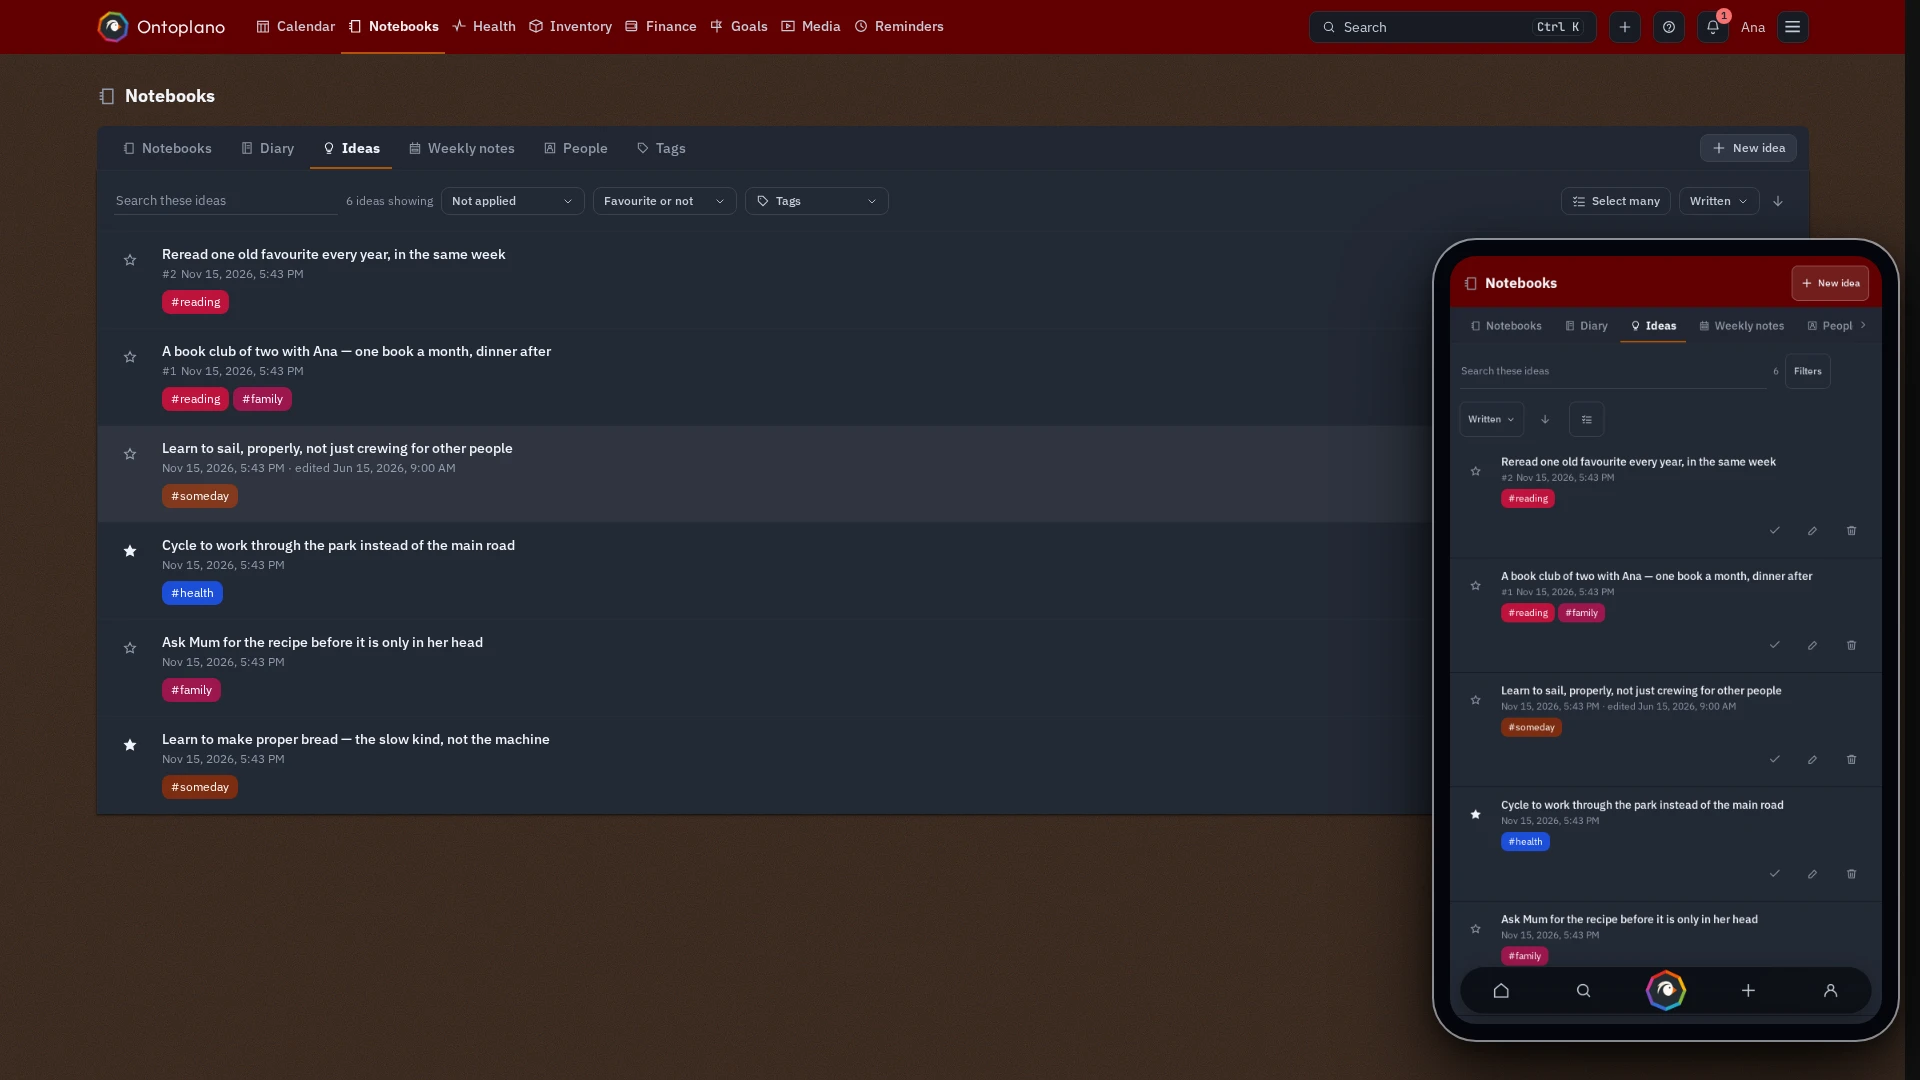 Ontoplano
Calendar Notebooks Health Inventory Finance Goals Media Reminders
Search Ctrl K
1
Ana
Notebooks
Notebooks Diary Ideas Weekly notes People Tags
New idea
Search these ideas 6 ideas showing Not applied Favourite or not Tags Select many Written
Reread one old favourite every year, in the same week
#2 Nov 15, 2026, 5:43 PM
#reading
A book club of two with Ana — one book a month, dinner after
#1 Nov 15, 2026, 5:43 PM
#reading #family
Learn to sail, properly, not just crewing for other people
Nov 15, 2026, 5:43 PM · edited Jun 15, 2026, 9:00 AM
#someday
Cycle to work through the park instead of the main road
Nov 15, 2026, 5:43 PM
#health
Ask Mum for the recipe before it is only in her head
Nov 15, 2026, 5:43 PM
#family
Learn to make proper bread — the slow kind, not the machine
Nov 15, 2026, 5:43 PM
#someday
Notebooks New idea
Notebooks Diary Ideas Weekly notes Peopl
Search these ideas 6 Filters
Written
Reread one old favourite every year, in the same week
#2 Nov 15, 2026, 5:43 PM
#reading
A book club of two with Ana — one book a month, dinner after
#1 Nov 15, 2026, 5:43 PM
#reading #family
Learn to sail, properly, not just crewing for other people
Nov 15, 2026, 5:43 PM · edited Jun 15, 2026, 9:00 AM
#someday
Cycle to work through the park instead of the main road
Nov 15, 2026, 5:43 PM
#health
Ask Mum for the recipe before it is only in her head
Nov 15, 2026, 5:43 PM
#family